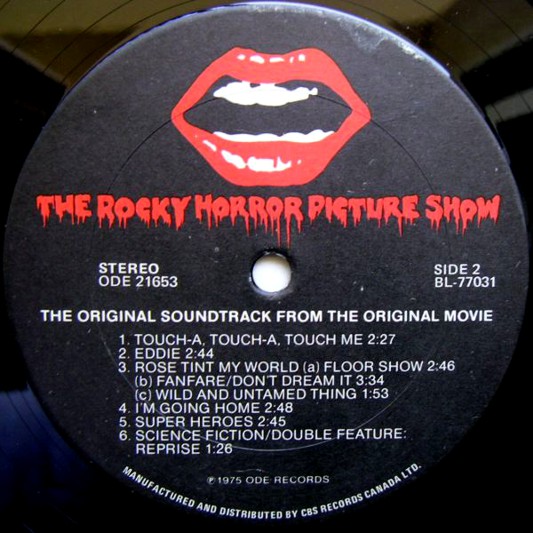 THE ROCKY HORROR PICTURE SHOW
STEREO
ODE 21653
SIDE 2
BL-77031
THE ORIGINAL SOUNDTRACK FROM THE ORIGINAL MOVIE
1. TOUCH-A, TOUCH-A, TOUCH ME 2:27
2. EDDIE 2:44
3. ROSE TINT MY WORLD (a) FLOOR SHOW 2:46
(b) FANFARE/DON'T DREAM IT 3:34
(c) WILD AND UNTAMED THING 1:53
4. I'M GOING HOME 2:48
5. SUPER HEROES 2:45
6. SCIENCE FICTION/DOUBLE FEATURE:
REPRISE 1:26
℗1975 ODE RECORDS
MANUFACTURED AND DISTRIBUTED BY CBS RECORDS CANADA LTD.